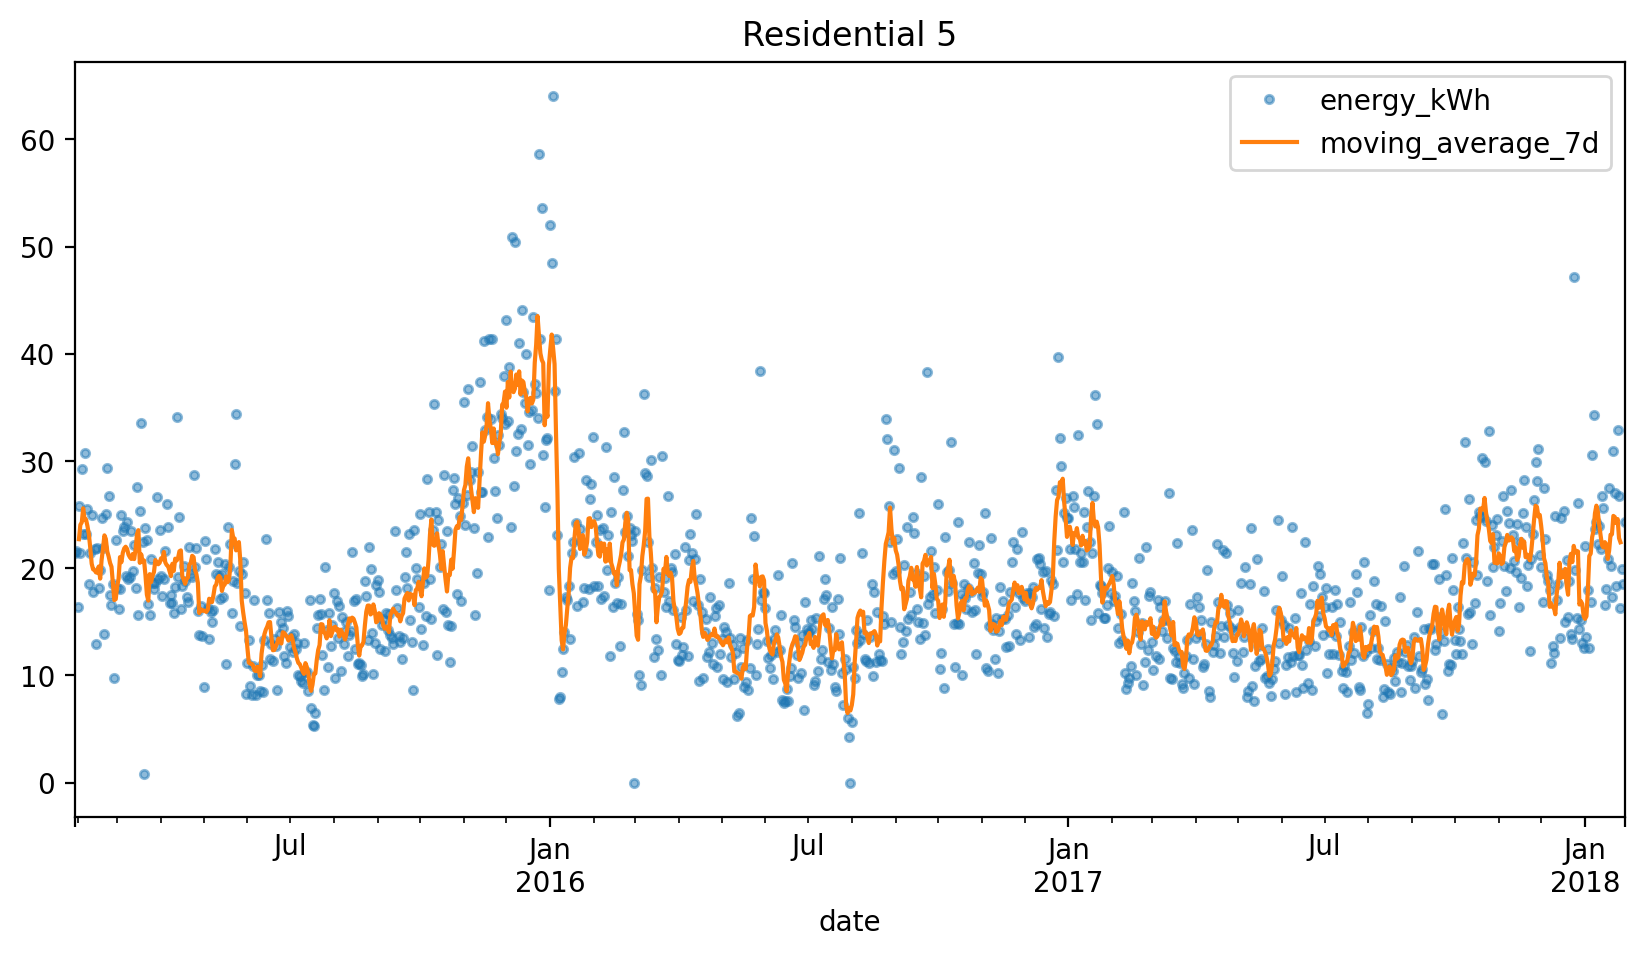 Residential 5
energy_kWh
moving_average_7d
60
50
40
30
20
10
0
Jul
Jan
2016
Jul
Jan
2017
Jul
Jan
2018
date